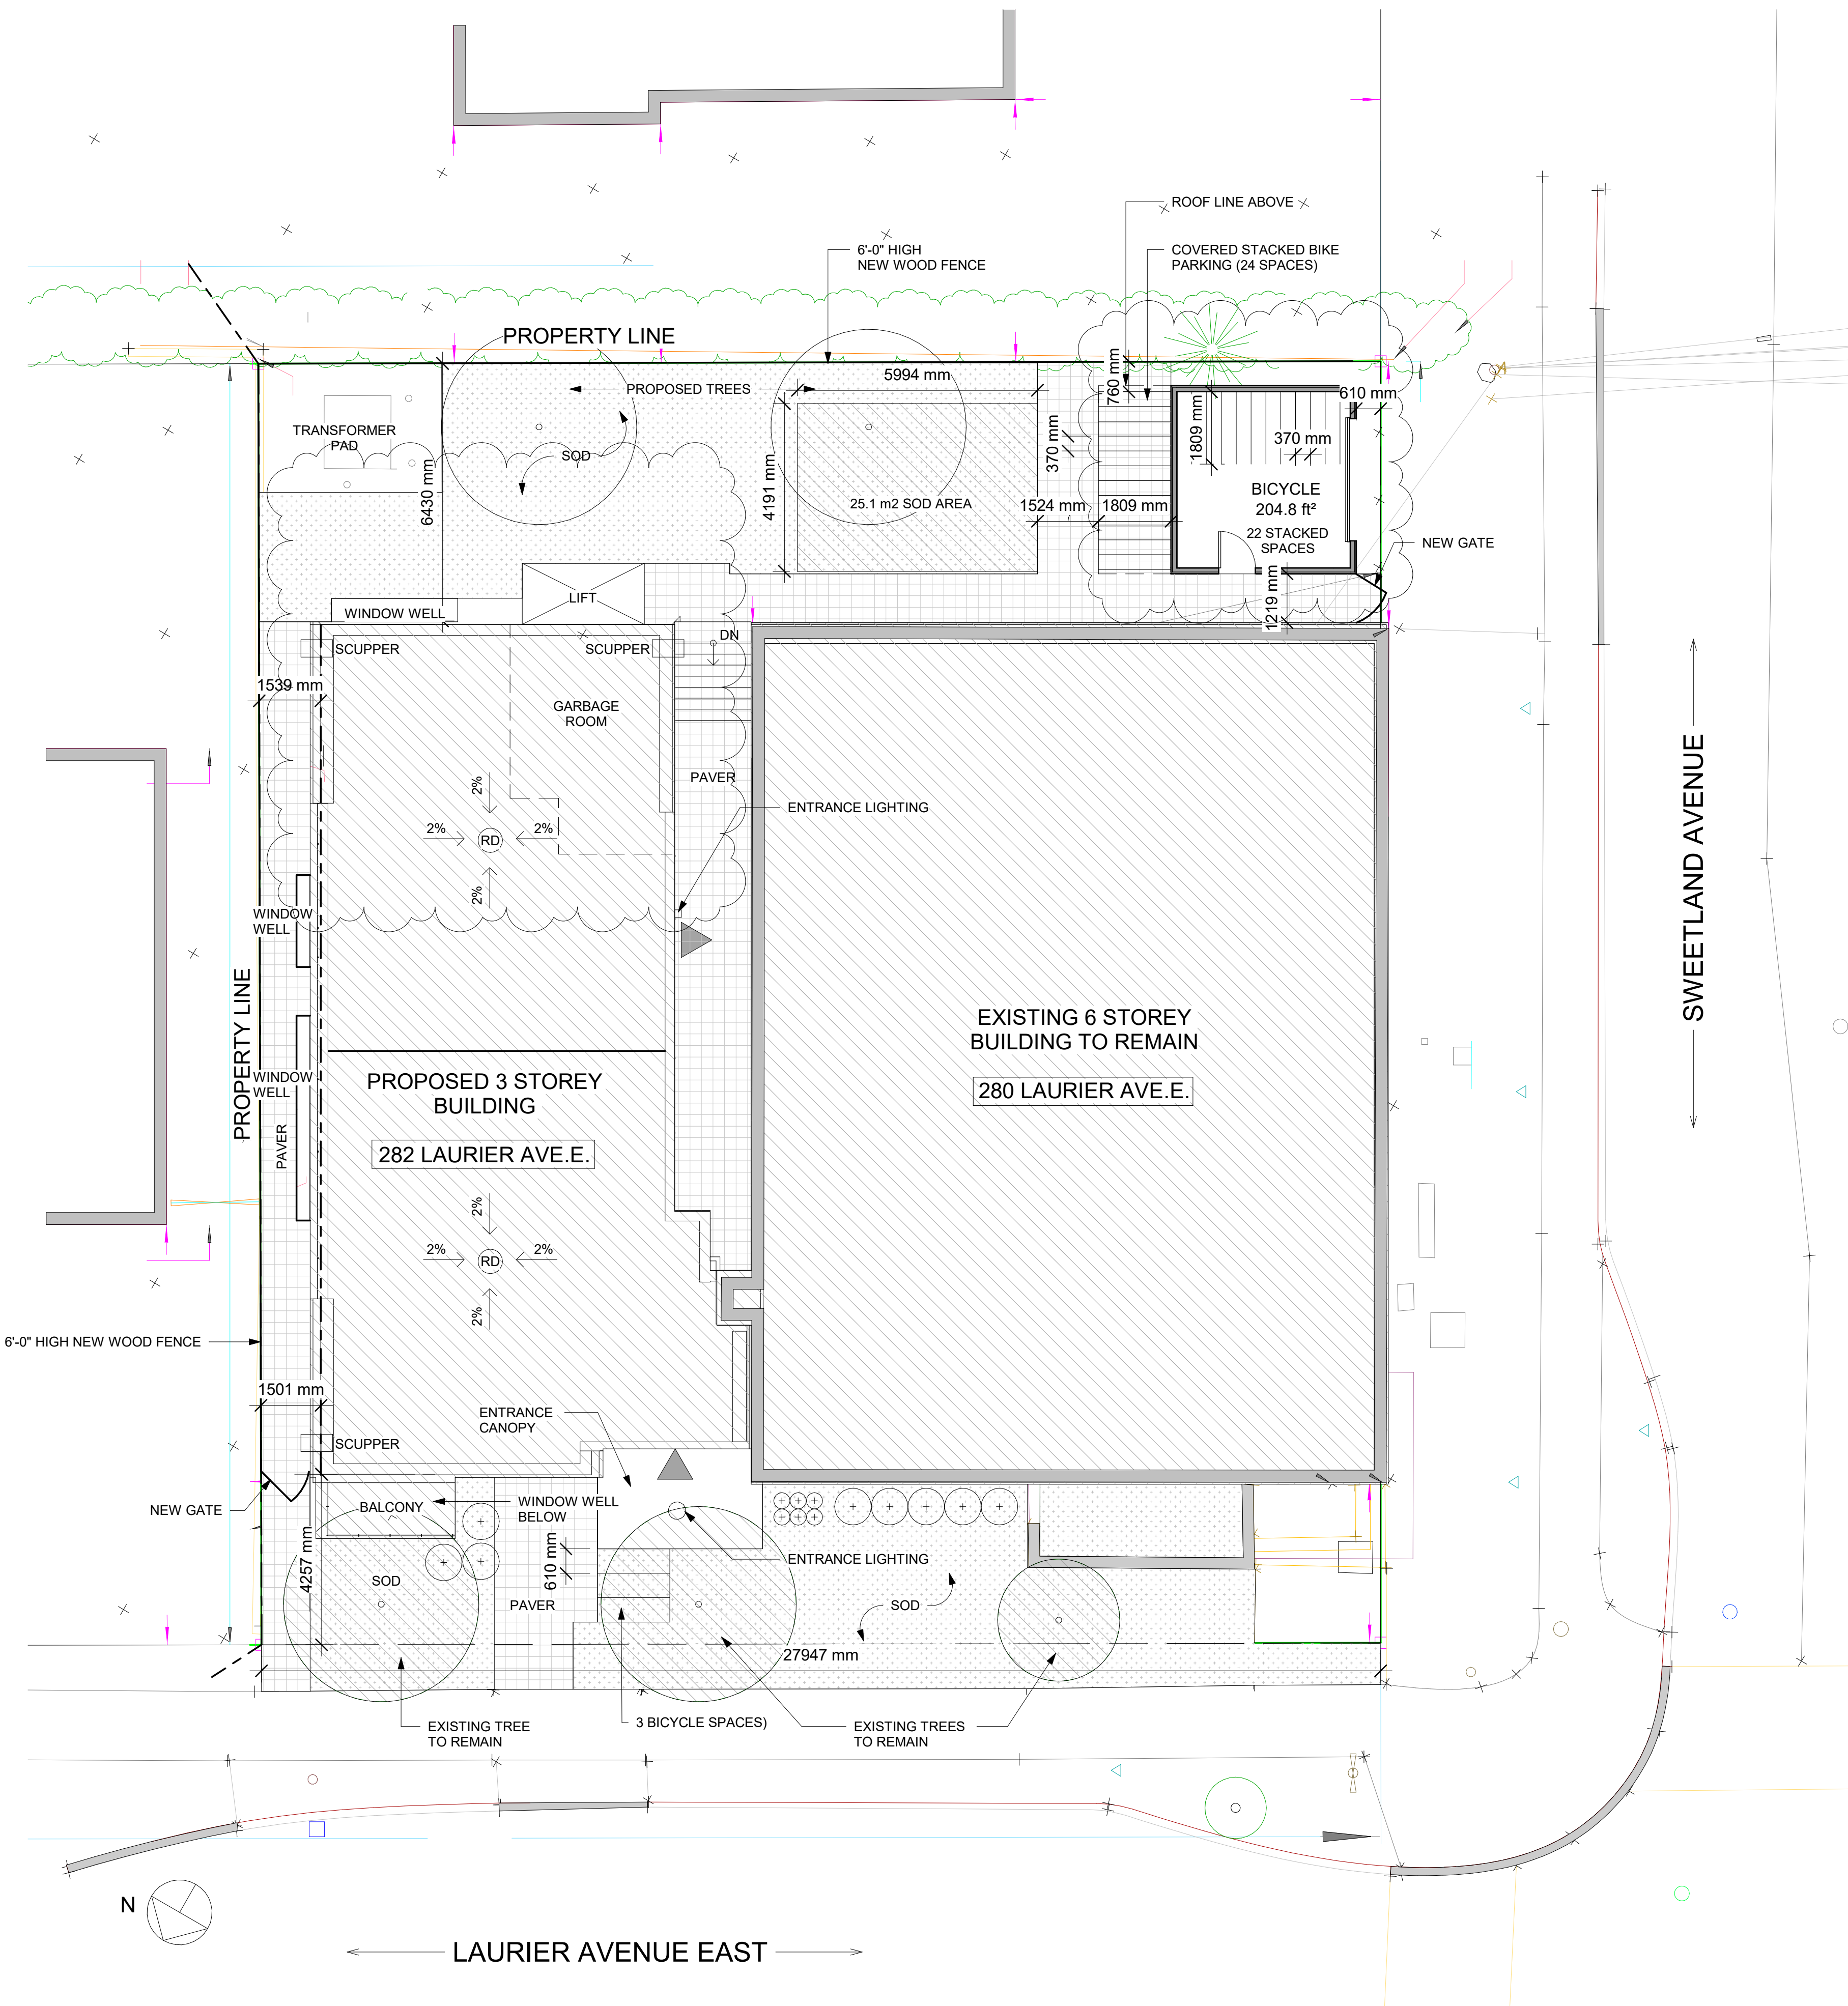 ROOF LINE ABOVE
6'-0" HIGH
NEW WOOD FENCE
COVERED STACKED BIKE
PARKING (24 SPACES)
PROPERTY LINE
5994 mm
PROPOSED TREES
760 mm
610 mm
TRANSFORMER
PAD
1809 mm
370 mm
370 mm
SOD
6430 mm
4191 mm
25.1 m2 SOD AREA
1524 mm
1809 mm
BICYCLE
204.8 ft²
22 STACKED
SPACES
NEW GATE
LIFT
1219 mm
WINDOW WELL
DN
SCUPPER
SCUPPER
1539 mm
GARBAGE
ROOM
PAVER
2%
ENTRANCE LIGHTING
2%
RD
2%
2%
SWEETLAND AVENUE
WINDOW
WELL
PROPERTY LINE
EXISTING 6 STOREY
BUILDING TO REMAIN
280 LAURIER AVE.E.
WINDOW
WELL
PROPOSED 3 STOREY
BUILDING
PAVER
282 LAURIER AVE.E.
2%
2%
RD
2%
2%
6'-0" HIGH NEW WOOD FENCE
1501 mm
ENTRANCE
CANOPY
SCUPPER
NEW GATE
BALCONY
WINDOW WELL
BELOW
4257 mm
610 mm
ENTRANCE LIGHTING
SOD
PAVER
SOD
27947 mm
EXISTING TREE
TO REMAIN
3 BICYCLE SPACES)
EXISTING TREES
TO REMAIN
N
LAURIER AVENUE EAST